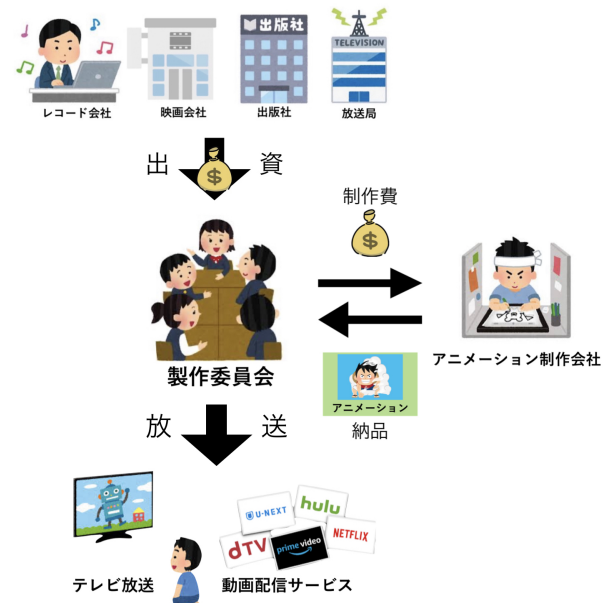 出版社
TELEVISION
レコード会社
映画会社
出版社
放送局
出 資
$
制作費
$
アニメーション制作会社
製作委員会
アニメーション
納品
放 送
U-NEXT
hulu
dTV
prime video
NETFLIX
テレビ放送
動画配信サービス